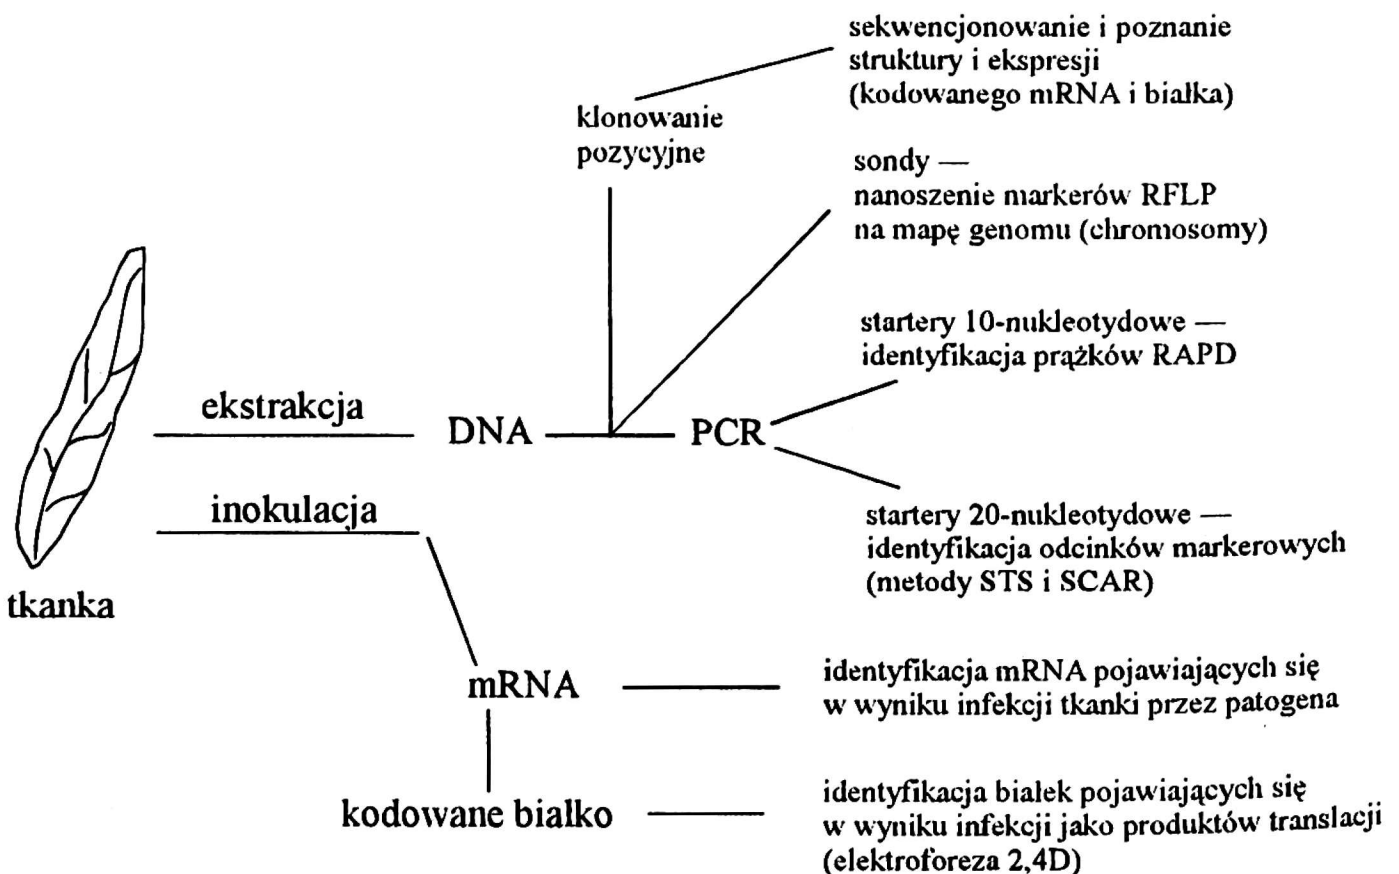 sekwencjonowanie i poznanie
struktury i ekspresji
(kodowanego mRNA i białka)
klonowanie
pozycyjne
sondy —
nanoszenie markerów RFLP
na mapę genomu (chromosomy)
startery 10-nukleotydowe —
identyfikacja prążków RAPD
ekstrakcja
DNA
PCR
inokulacja
startery 20-nukleotydowe —
identyfikacja odcinków markerowych
(metody STS i SCAR)
tkanka
mRNA
identyfikacja mRNA pojawiających się
w wyniku infekcji tkanki przez patogena
kodowane białko
identyfikacja białek pojawiających się
w wyniku infekcji jako produktów translacji
(elektroforeza 2,4D)